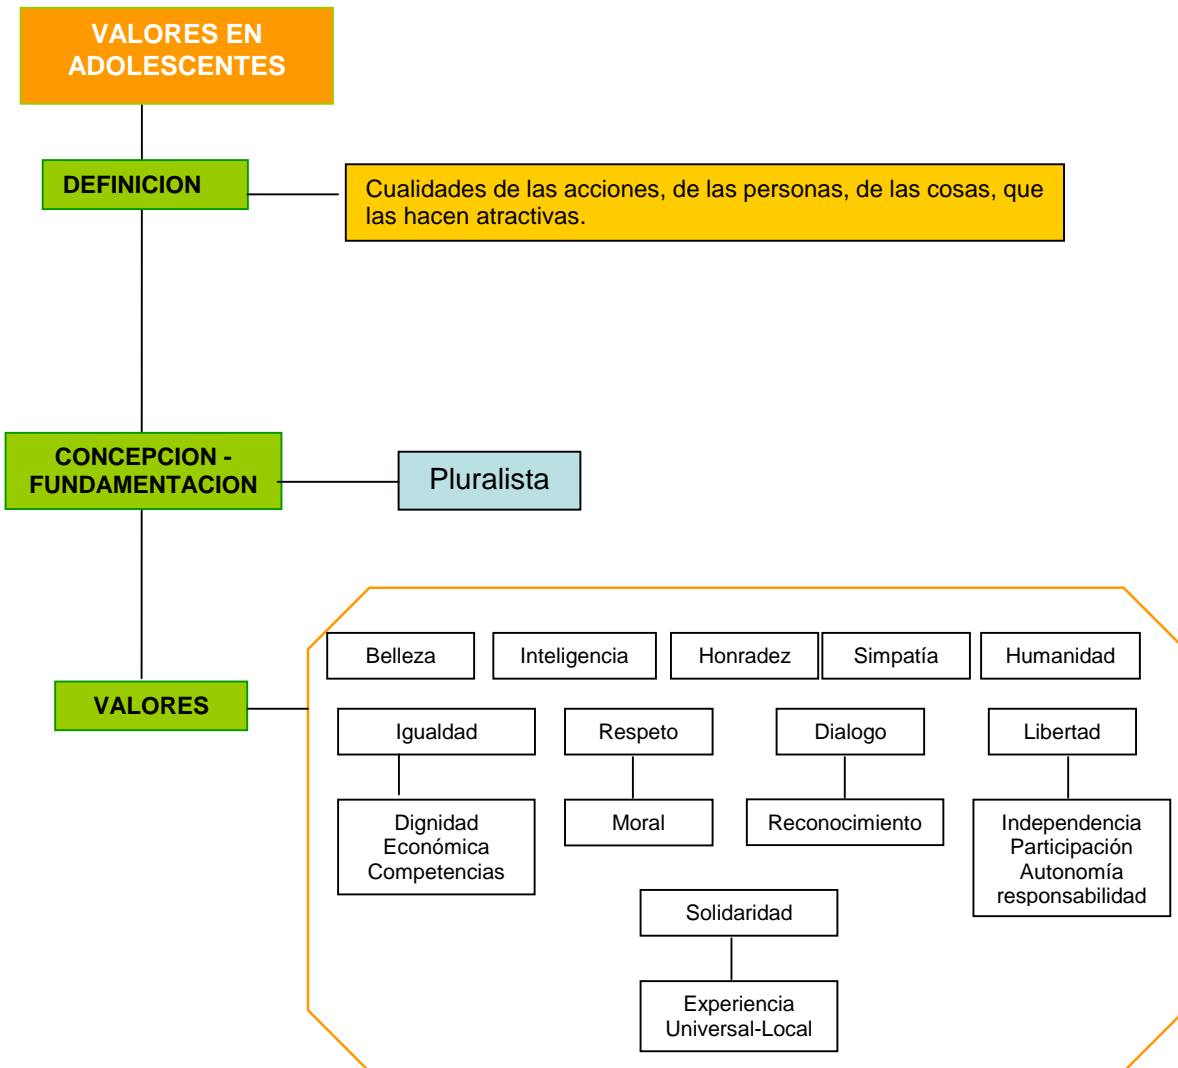 VALORES EN
ADOLESCENTES
DEFINICION
Cualidades de las acciones, de las personas, de las cosas, que
las hacen atractivas.
CONCEPCION -
FUNDAMENTACION
Pluralista
VALORES
Belleza
Inteligencia
Honradez
Simpatía
Humanidad
Igualdad
Respeto
Dialogo
Libertad
Dignidad
Económica
Competencias
Moral
Reconocimiento
Independencia
Participación
Autonomía
responsabilidad
Solidaridad
Experiencia
Universal-Local